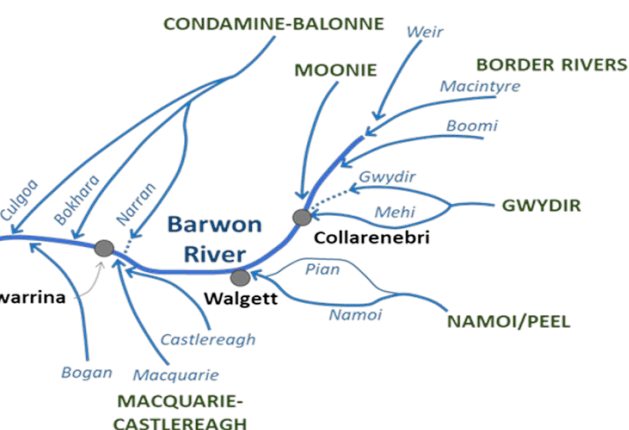 CONDAMINE-BALONNE
Weir
MOONIE
BORDER RIVERS
Macintyre
Boomi
Gwydir
Culgoa
Bokhara
Narran
Mehi
GWYDIR
Barwon
River
Collarenebri
Pian
warrina
Walgett
Namoi
NAMOI/PEEL
Castlereagh
Bogan
Macquarie
MACQUARIE-
CASTLEREAGH